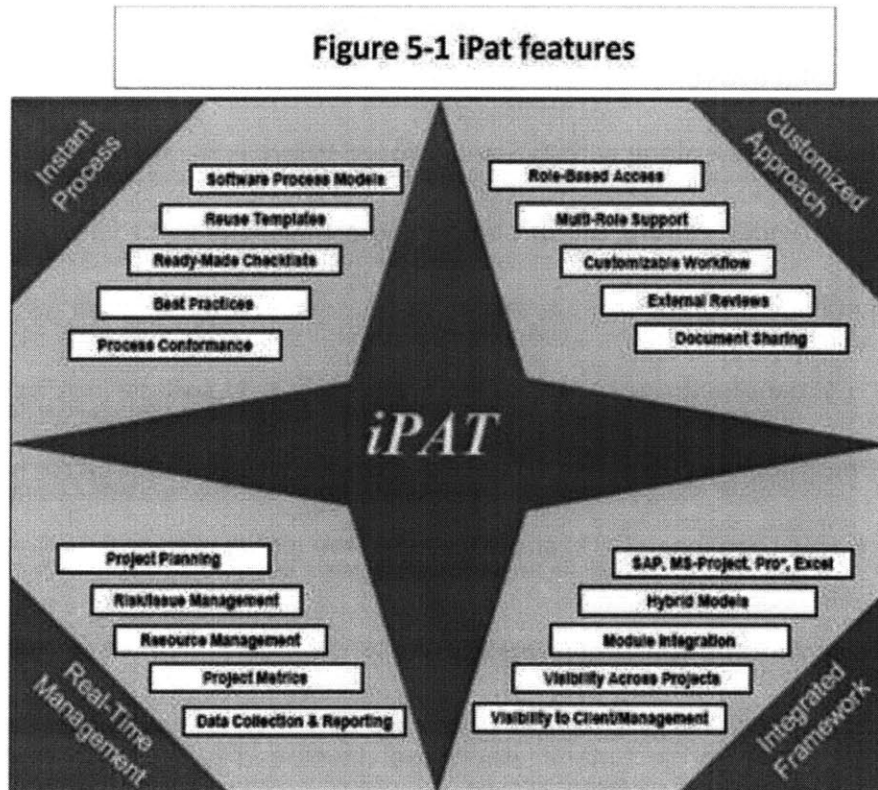 Figure 5-1 iPat features
Instant
Process
Software Process Models
Reuse Templates
Ready-Made Checklists
Best Practices
Process Conformance
Customized
Approach
Role-Based Access
Multi-Role Support
Customizable Workflow
External Reviews
Document Sharing
iPAT
Project Planning
Risk/Issue Management
Resource Management
Project Metrics
Data Collection & Reporting
Real-Time
Management
SAP, MS-Project, Pro*, Excel
Hybrid Models
Module Integration
Visibility Across Projects
Visibility to Client/Management
Integrated
Framework